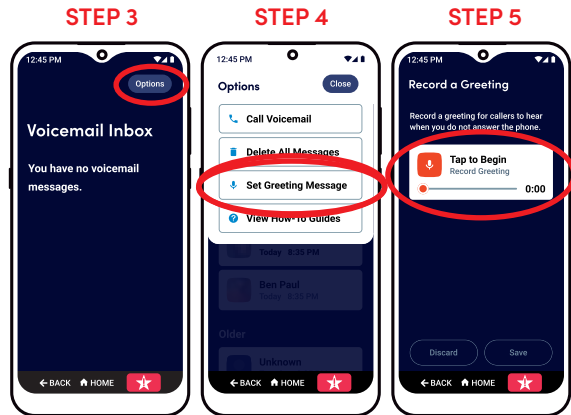 STEP 3
12:45 PM
Options
Voicemail Inbox
You have no voicemail
messages.
BACK HOME
STEP 4
12:45 PM
Options
Close
Call Voicemail
Delete All Messages
Set Greeting Message
View How-To Guides
Today 8:35 PM
Ben Paul
Today 8:35 PM
Older
Unknown
BACK HOME
STEP 5
12:45 PM
Record a Greeting
Record a greeting for callers to hear
when you do not answer the phone.
Tap to Begin
Record Greeting
0:00
Discard Save
BACK HOME